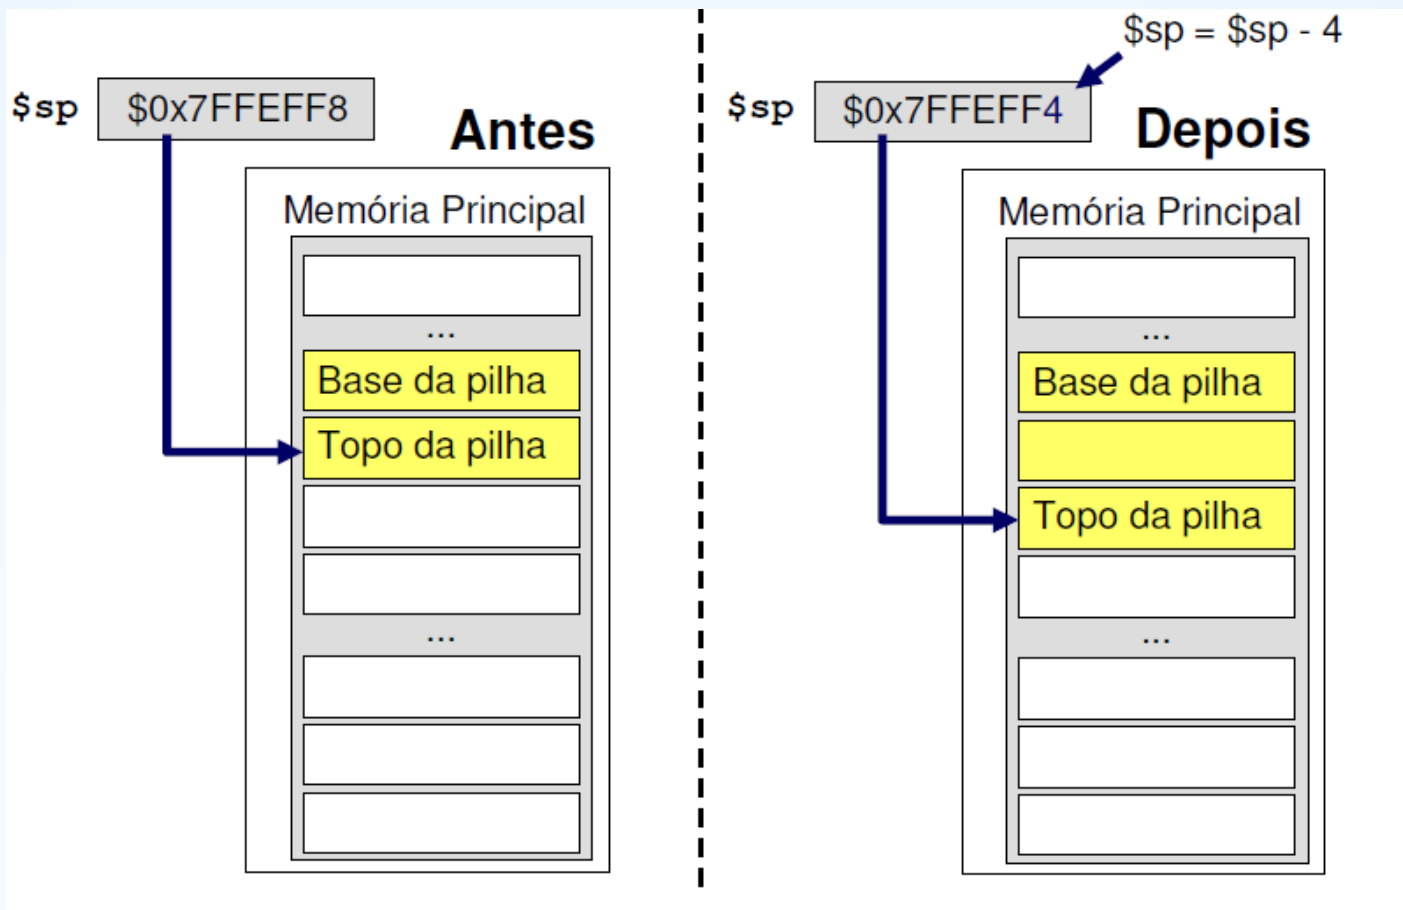 $sp
$0x7FFEFF8
Antes
Memória Principal
...
Base da pilha
Topo da pilha
...
$sp = $sp - 4
$sp
$0x7FFEFF4
Depois
Memória Principal
...
Base da pilha
Topo da pilha
...